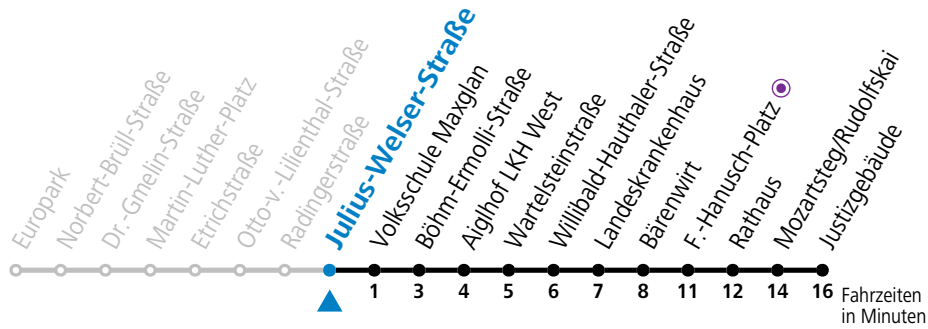 Europark
Norbert-Brüll-Straße
Dr.-Gmelin-Straße
Martin-Luther-Platz
Etrichstraße
Otto-v.-Lilienthal-Straße
Radingerstraße
Julius-Welser-Straße
Volksschule Maxglan
Böhm-Ermolli-Straße
Aiglhof LKH West
Wartelsteinstraße
Willibald-Hauthaler-Straße
Landeskrankenhaus
Bärenwirt
F.-Hanusch-Platz
Rathaus
Mozartsteg/Rudolfskai
Justizgebäude
1 3 4 5 6 7 8 11 12 14 16 Fahrzeiten
in Minuten